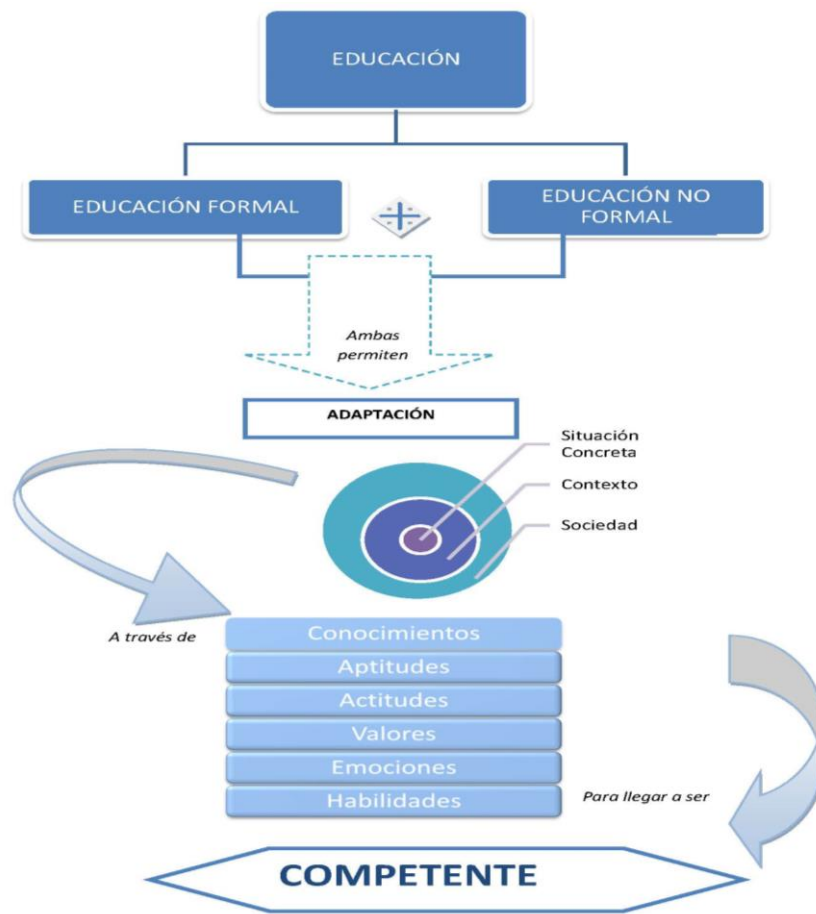 EDUCACIÓN
EDUCACIÓN FORMAL
EDUCACIÓN NO
FORMAL
Ambas
permiten
ADAPTACIÓN
Situación
Concreta
Contexto
Sociedad
A través de
Conocimientos
Aptitudes
Actitudes
Valores
Emociones
Habilidades
Para llegar a ser
COMPETENTE